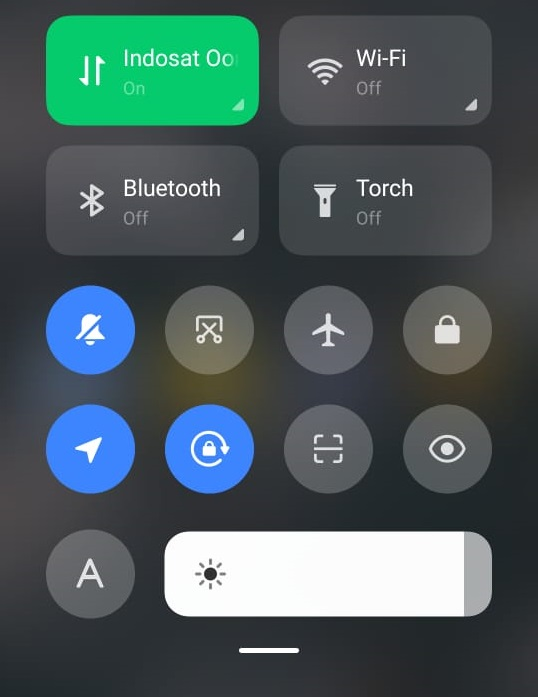 Indosat Oo
On
Wi-Fi
Off
Bluetooth
Off
Torch
Off
A